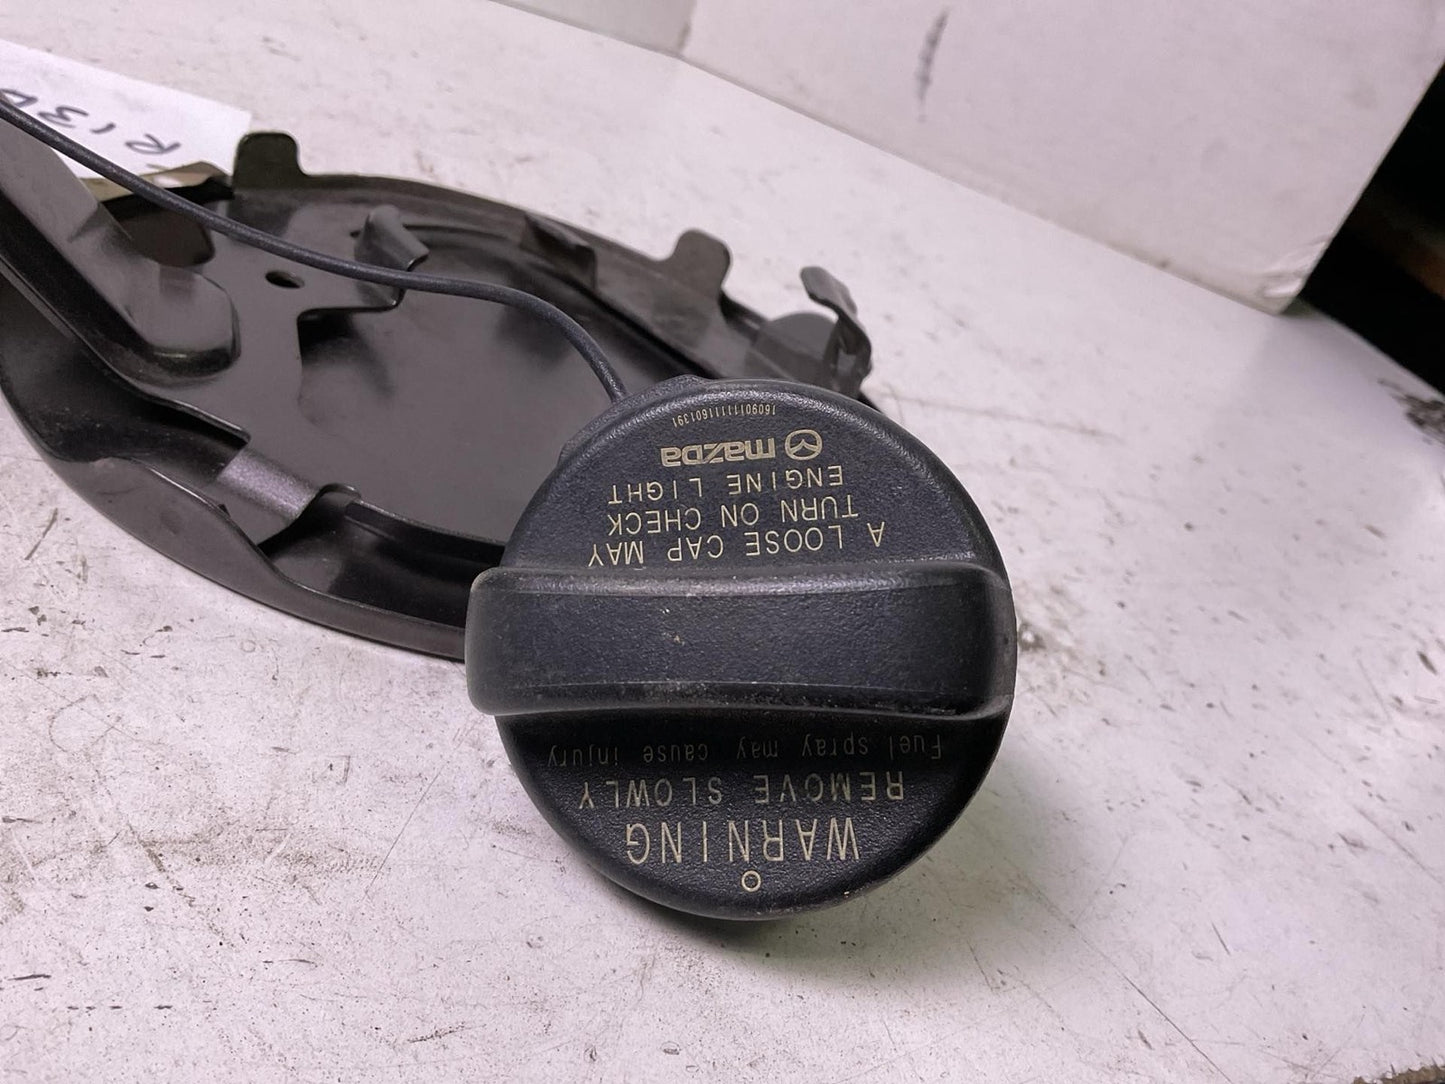 WARNING
REMOVE SLOWLY
Fuel spray may cause injury
A LOOSE CAP MAY
TURN ON CHECK
ENGINE LIGHT
mazda